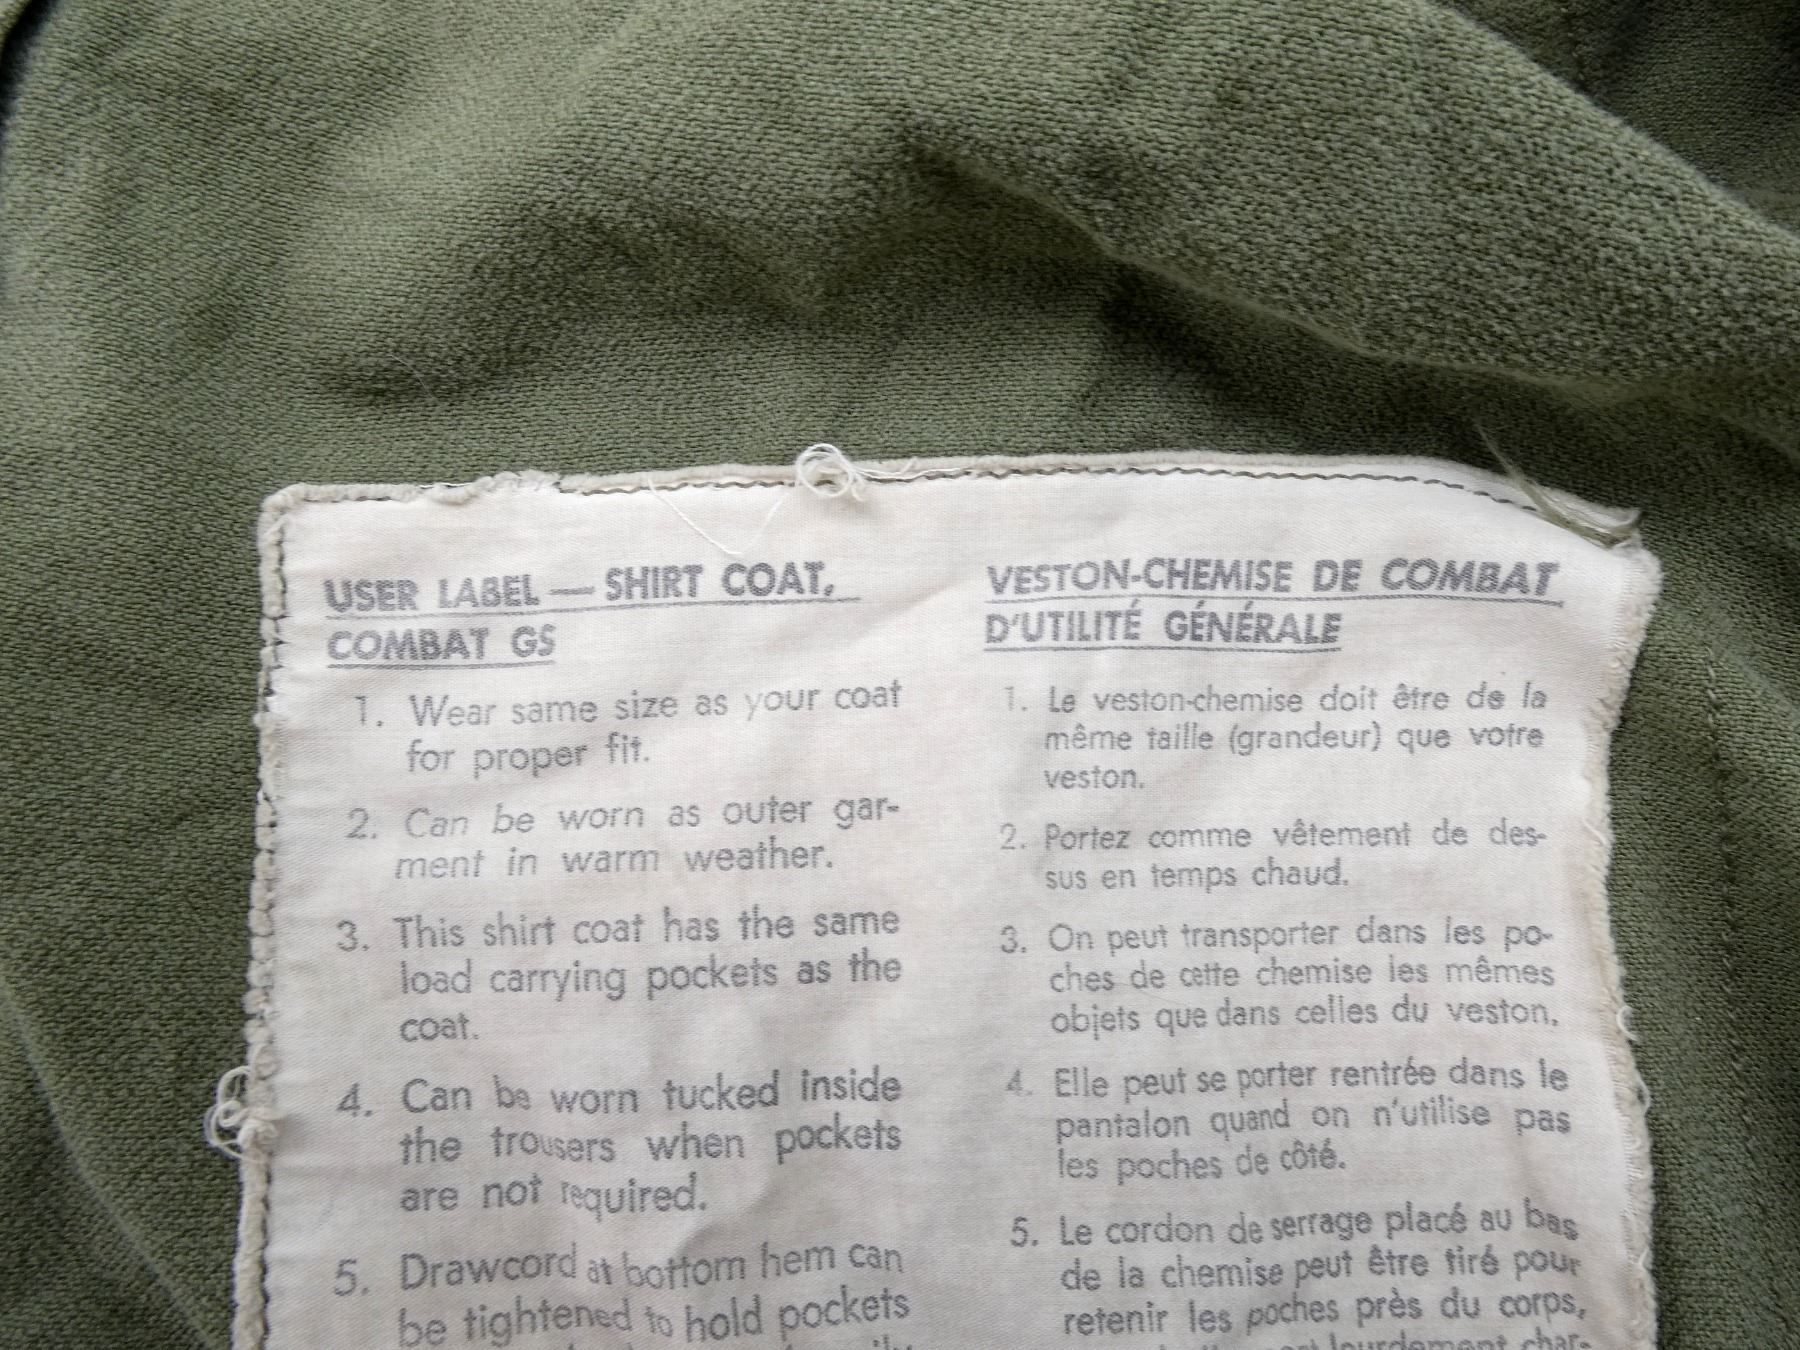 USER LABEL — SHIRT COAT,
COMBAT GS
1. Wear same size as your coat
for proper fit.
2. Can be worn as outer gar-
ment in warm weather.
3. This shirt coat has the same
load carrying pockets as the
coat.
4. Can be worn tucked inside
the trousers when pockets
are not required.
5. Drawcord at bottom hem can
be tightened to hold pockets
VESTON-CHEMISE DE COMBAT
D'UTILITÉ GÉNÉRALE
1. Le veston-chemise doit être de la
même taille (grandeur) que votre
veston.
2. Portez comme vêtement de des-
sus en temps chaud.
3. On peut transporter dans les po-
ches de cette chemise les mêmes
objets que dans celles du veston.
4. Elle peut se porter rentrée dans le
pantalon quand on n'utilise pas
les poches de côté.
5. Le cordon de serrage placé au bas
de la chemise peut être tiré pour
retenir les poches près du corps,
lourdement char-